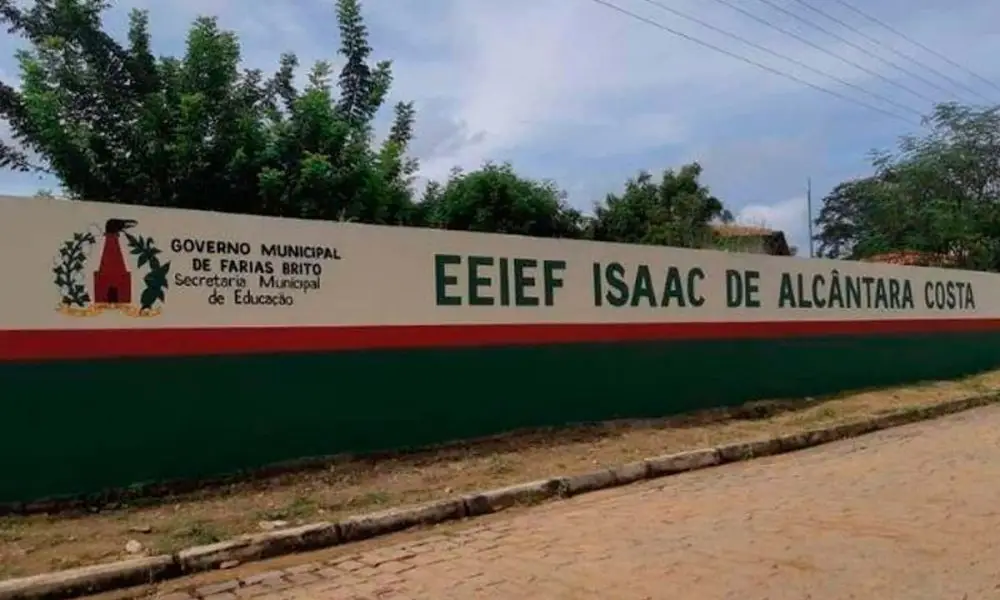 GOVERNO MUNICIPAL
DE FARIAS BRITO
Secretaria Municipal
de Educação
EEIEF ISAAC DE ALCÂNTARA COSTA